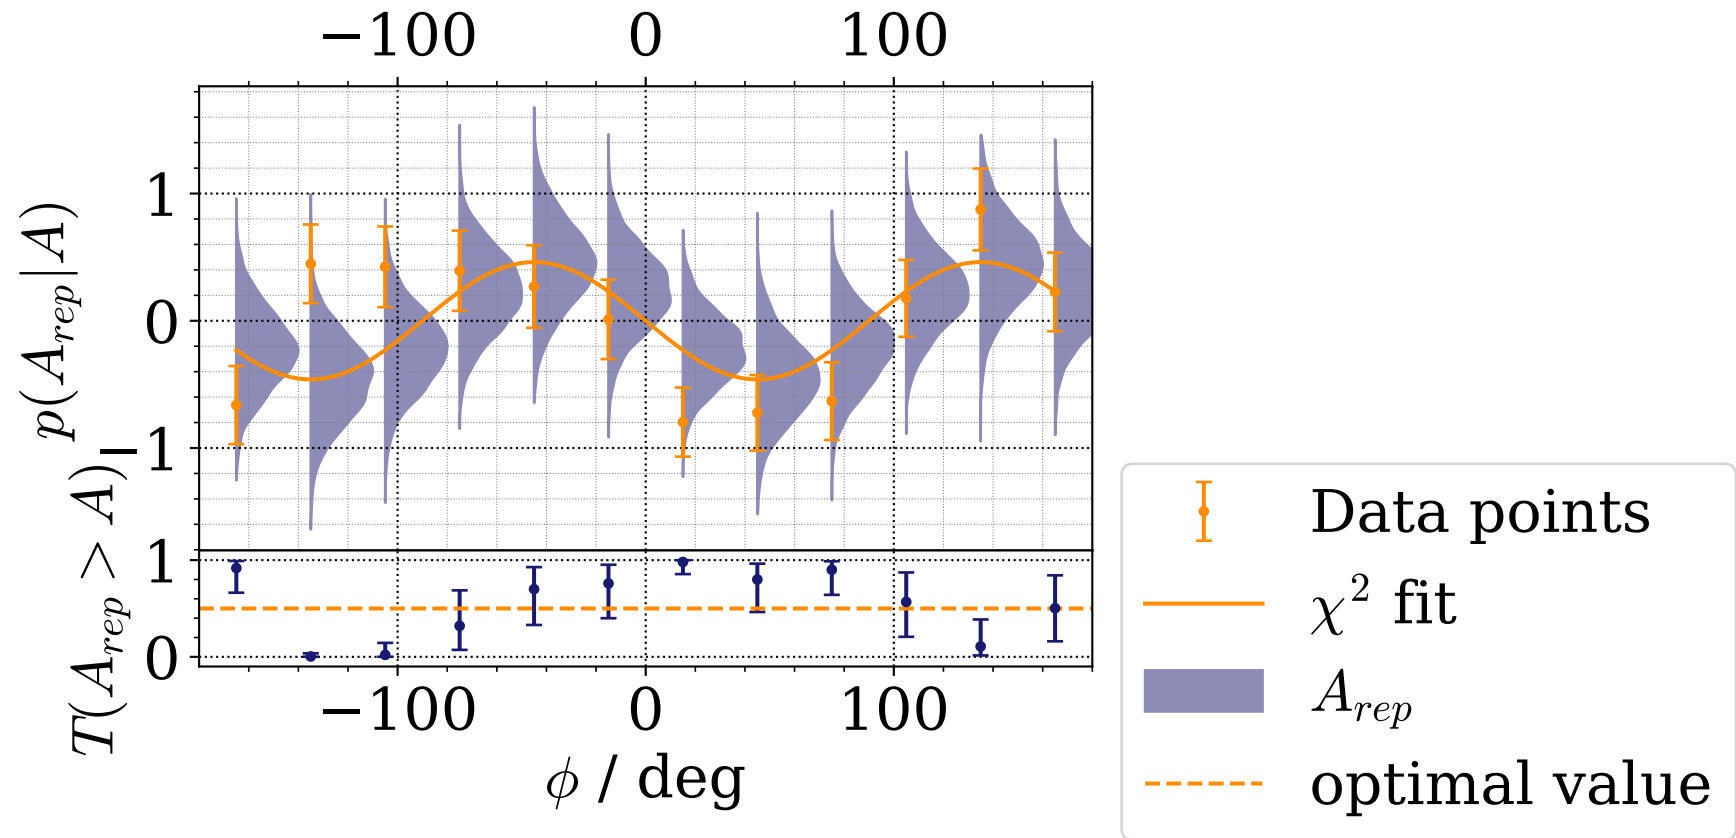 −100 0 100
p(A_rep|A)
1
0
−1
T(A_rep > A)
1
0
−100 0 100
ϕ / deg
Data points
χ² fit
A_rep
optimal value